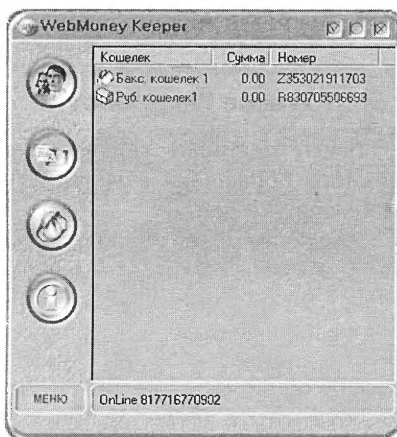 WebMoney Keeper
Кошелек Сумма Номер
Бакс. кошелек 1 0.00 Z353021911703
Руб. кошелек1 0.00 R830705506693
МЕНЮ OnLine 817716770902